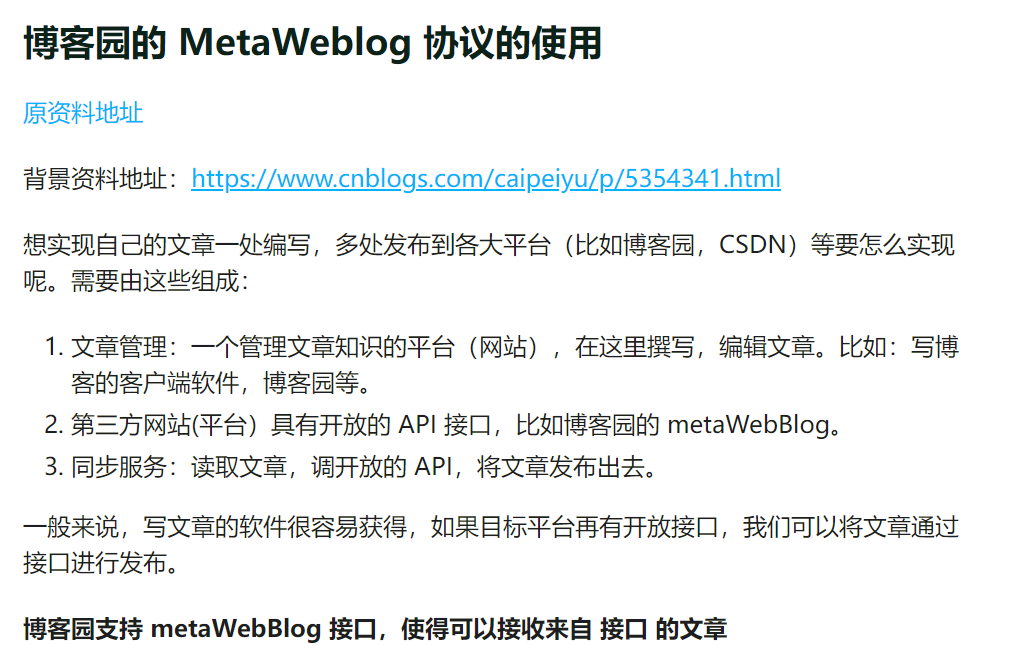 博客园的 MetaWeblog 协议的使用
原资料地址
背景资料地址：https://www.cnblogs.com/caipeiyu/p/5354341.html
想实现自己的文章一处编写，多处发布到各大平台（比如博客园，CSDN）等要怎么实现
呢。需要由这些组成：
1. 文章管理：一个管理文章知识的平台（网站），在这里撰写，编辑文章。比如：写博
客的客户端软件，博客园等。
2. 第三方网站(平台）具有开放的 API 接口，比如博客园的 metaWebBlog。
3. 同步服务：读取文章，调开放的 API，将文章发布出去。
一般来说，写文章的软件很容易获得，如果目标平台再有开放接口，我们可以将文章通过
接口进行发布。
博客园支持 metaWebBlog 接口，使得可以接收来自 接口 的文章